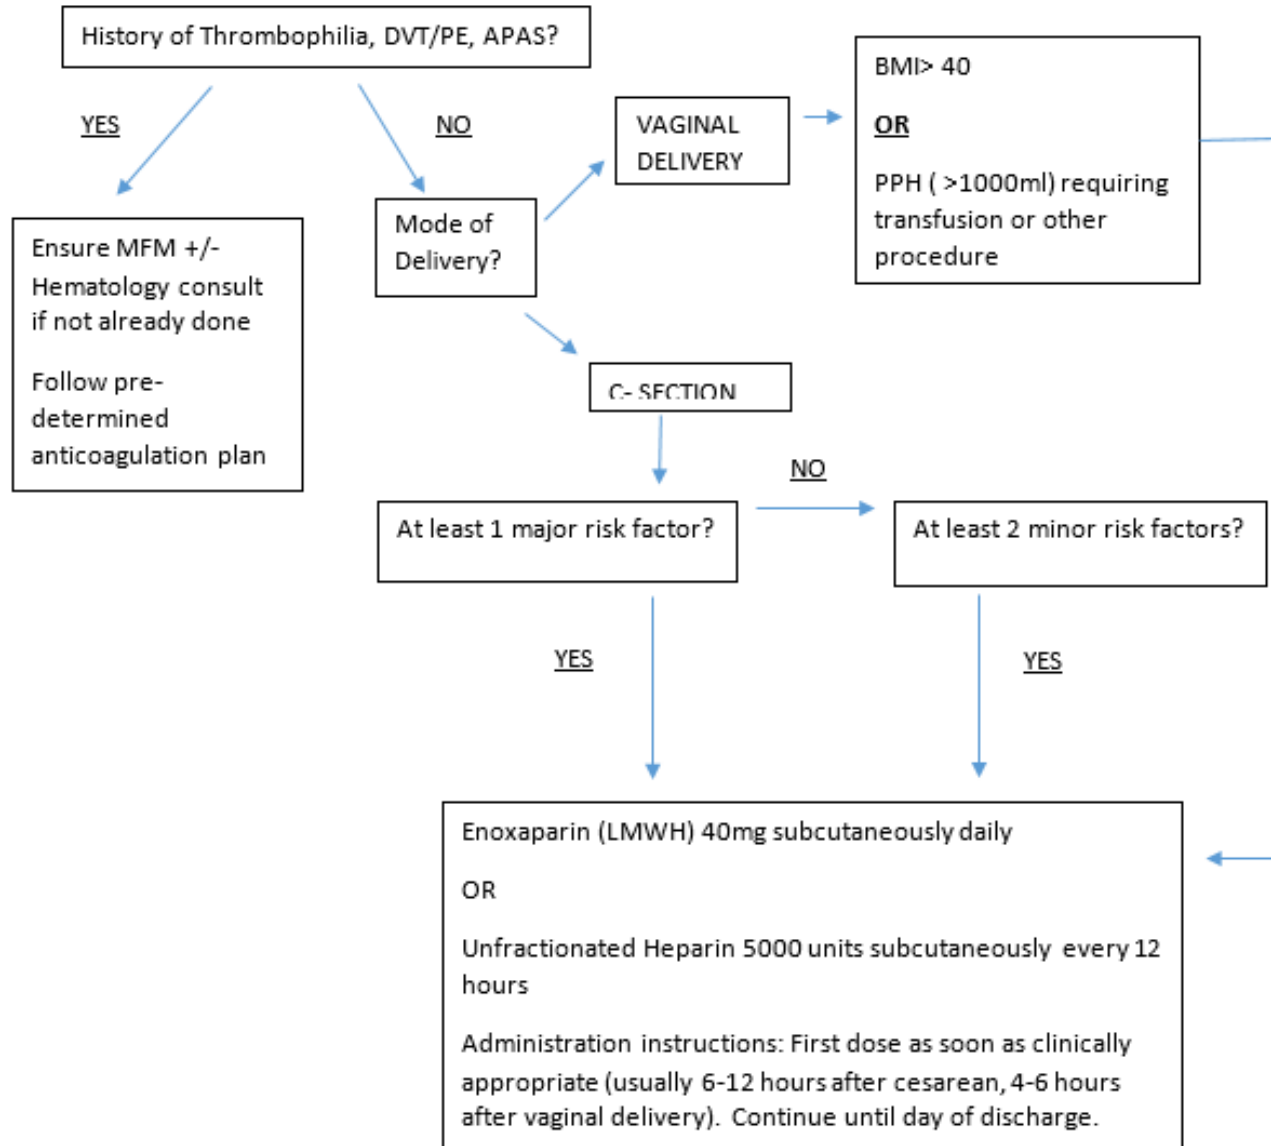 History of Thrombophilia, DVT/PE, APAS?
YES
NO
Ensure MFM +/-
Hematology consult
if not already done
Follow pre-
determined
anticoagulation plan
Mode of
Delivery?
VAGINAL
DELIVERY
BMI> 40
OR
PPH ( >1000ml) requiring
transfusion or other
procedure
C- SECTION
At least 1 major risk factor?
NO
At least 2 minor risk factors?
YES
YES
Enoxaparin (LMWH) 40mg subcutaneously daily
OR
Unfractionated Heparin 5000 units subcutaneously every 12
hours
Administration instructions: First dose as soon as clinically
appropriate (usually 6-12 hours after cesarean, 4-6 hours
after vaginal delivery). Continue until day of discharge.